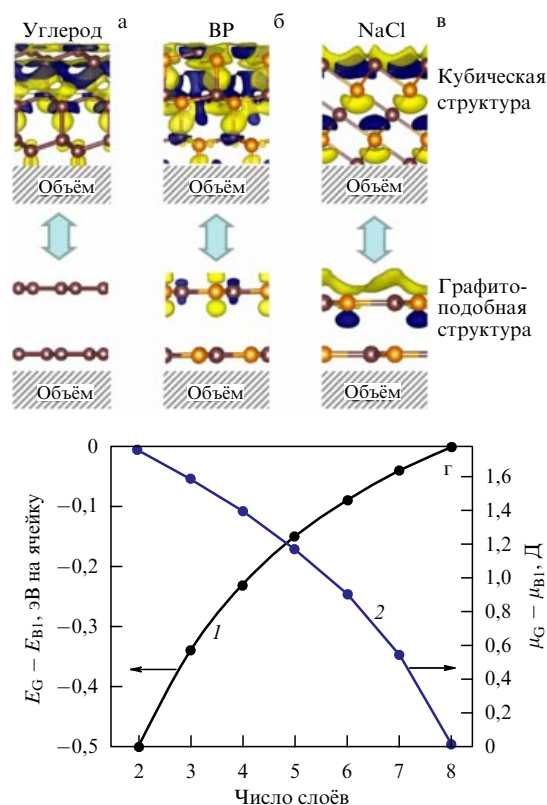 Углерод а
BP б
NaCl в
Кубическая
структура
Объём
Объём
Объём
Графито-
подобная
структура
Объём
Объём
Объём
г
0
-0,1
-0,2
-0,3
-0,4
-0,5
E_G − E_B1, эВ на ячейку
1
2
1,6
1,4
1,2
1,0
0,8
0,6
0,4
0,2
0
μ_G − μ_B1, Д
2 3 4 5 6 7 8
Число слоёв